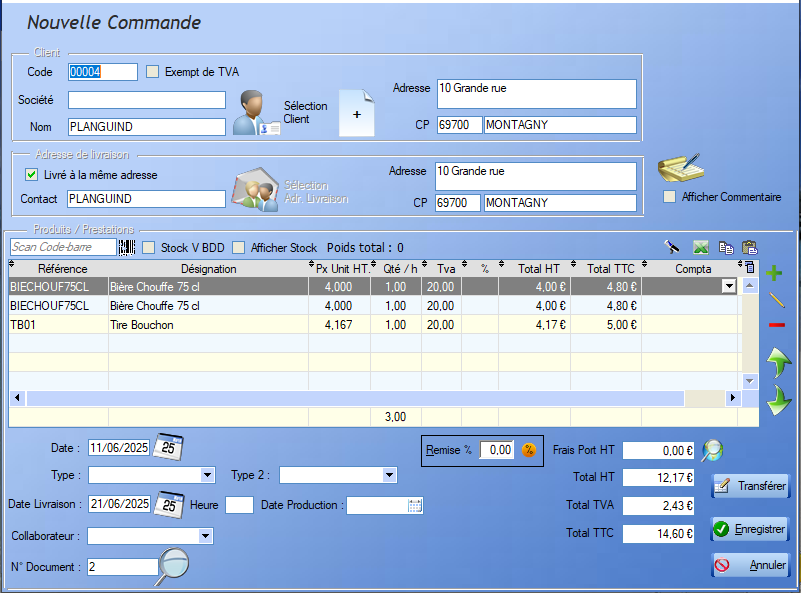 Nouvelle Commande
Client
Code 00004 Exempt de TVA
Adresse 10 Grande rue
Société
Sélection Client
+
Nom PLANGUIND
CP 69700 MONTAGNY
Adresse de livraison
Livré à la même adresse
Adresse 10 Grande rue
Contact PLANGUIND
Sélection Adr. Livraison
CP 69700 MONTAGNY
Afficher Commentaire
Produits / Prestations
Scan Code-barre Stock V BDD Afficher Stock Poids total : 0
Référence Désignation Px Unit HT. Qté / h Tva % Total HT Total TTC Compta
BIECHOUF75CL Bière Chouffe 75 cl 4,000 1,00 20,00 4,00 € 4,80 €
BIECHOUF75CL Bière Chouffe 75 cl 4,000 1,00 20,00 4,00 € 4,80 €
TB01 Tire Bouchon 4,167 1,00 20,00 4,17 € 5,00 €
3,00
Date : 11/06/2025 25
Remise % 0,00 % Frais Port HT 0,00 €
Type : Type 2 :
Total HT 12,17 €
Transférer
Date Livraison : 21/06/2025 25 Heure Date Production :
Total TVA 2,43 €
Collaborateur :
Total TTC 14,60 €
Enregistrer
N° Document : 2
Annuler